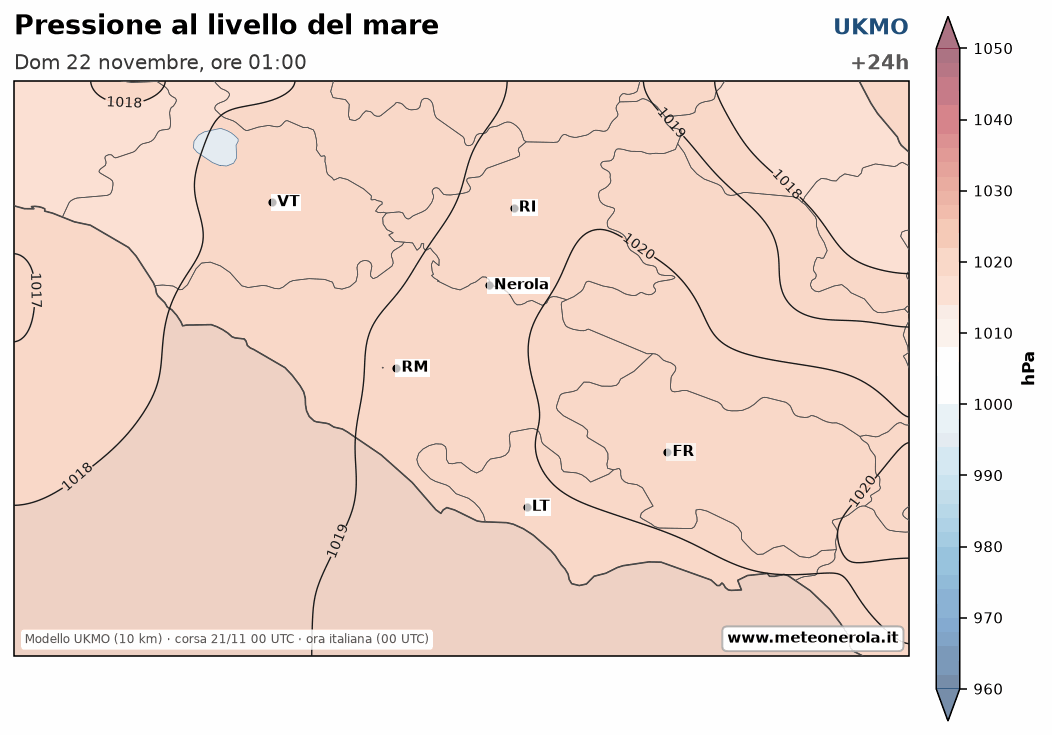 Pressione al livello del mare
UKMO
Dom 22 novembre, ore 01:00
+24h
1018
1019
1018
VT
RI
1020
1017
Nerola
RM
FR
1018
1020
LT
1019
Modello UKMO (10 km) · corsa 21/11 00 UTC · ora italiana (00 UTC)
www.meteonerola.it
1050
1040
1030
1020
1010
1000
990
980
970
960
hPa